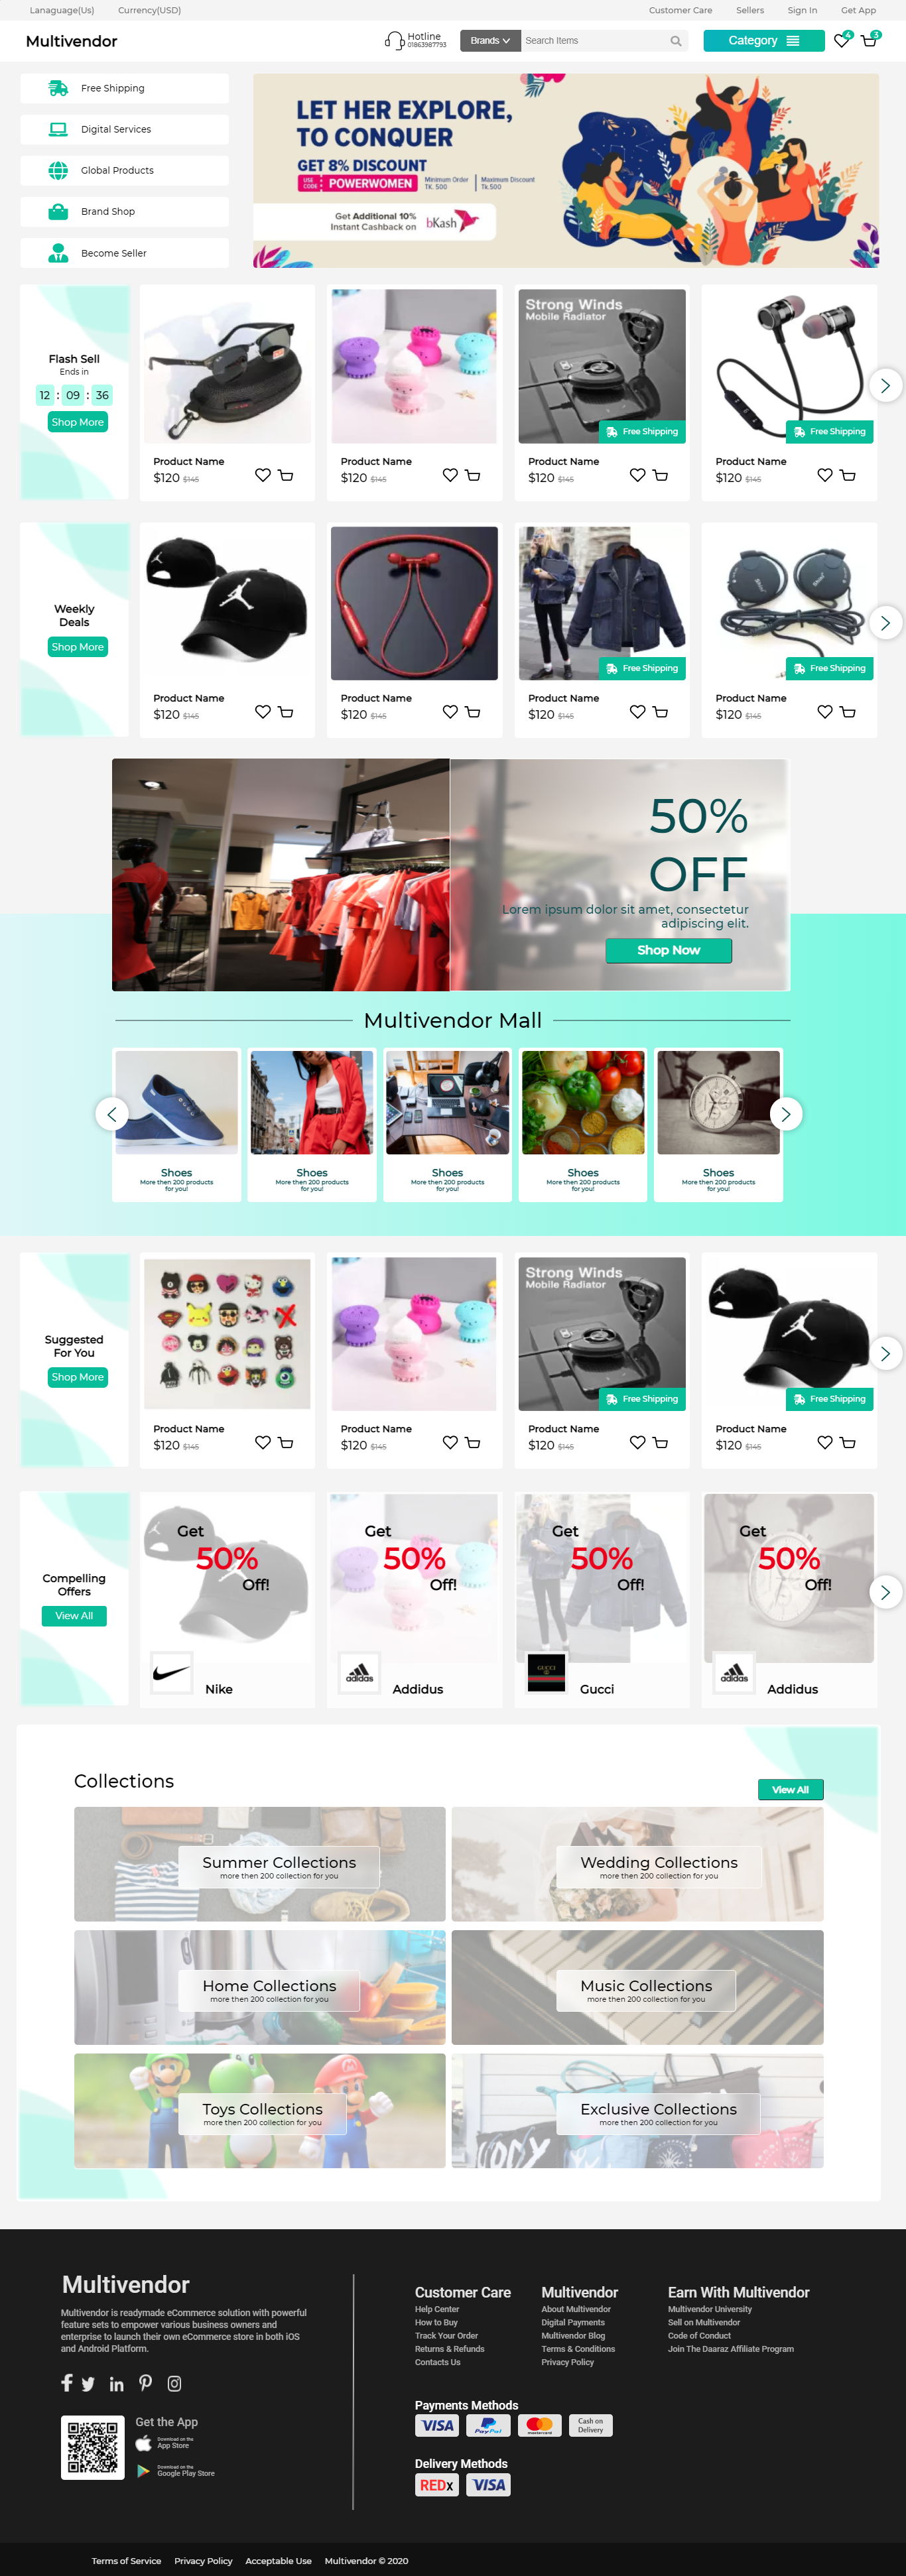 Lanaguage(Us) Currency(USD) Customer Care Sellers Sign In Get App
Multivendor
Hotline
01863987793
Brands
Search Items
Category
4
3
Free Shipping
Digital Services
Global Products
Brand Shop
Become Seller
LET HER EXPLORE,
TO CONQUER
GET 8% DISCOUNT
USE CODE : POWERWOMEN
Minimum Order TK. 500
Maximum Discount Tk.500
Get Additional 10%
Instant Cashback on
bKash
Flash Sell
Ends in
12 : 09 : 36
Shop More
Strong Winds
Mobile Radiator
Free Shipping
Free Shipping
Product Name Product Name Product Name Product Name
$120 $145 $120 $145 $120 $145 $120 $145
Weekly
Deals
Shop More
Free Shipping
Free Shipping
Product Name Product Name Product Name Product Name
$120 $145 $120 $145 $120 $145 $120 $145
50%
OFF
Lorem ipsum dolor sit amet, consectetur
adipiscing elit.
Shop Now
Multivendor Mall
Shoes Shoes Shoes Shoes Shoes
More then 200 products More then 200 products More then 200 products More then 200 products More then 200 products
for you! for you! for you! for you! for you!
Suggested
For You
Shop More
Strong Winds
Mobile Radiator
Free Shipping
Free Shipping
Product Name Product Name Product Name Product Name
$120 $145 $120 $145 $120 $145 $120 $145
Compelling
Offers
View All
Get Get Get Get
50% 50% 50% 50%
Off! Off! Off! Off!
adidas
GUCCI
adidas
Nike Addidus Gucci Addidus
Collections
View All
Summer Collections
more then 200 collection for you
Wedding Collections
more then 200 collection for you
Home Collections
more then 200 collection for you
Music Collections
more then 200 collection for you
Toys Collections
more then 200 collection for you
Exclusive Collections
more then 200 collection for you
Multivendor
Multivendor is readymade eCommerce solution with powerful
feature sets to empower various business owners and
enterprise to launch their own eCommerce store in both iOS
and Android Platform.
Get the App
Download on the
App Store
Download on the
Google Play Store
Customer Care
Help Center
How to Buy
Track Your Order
Returns & Refunds
Contacts Us
Multivendor
About Multivendor
Digital Payments
Multivendor Blog
Terms & Conditions
Privacy Policy
Earn With Multivendor
Multivendor University
Sell on Multivendor
Code of Conduct
Join The Daaraz Affiliate Program
Payments Methods
VISA
PayPal
mastercard
Cash on
Delivery
Delivery Methods
REDx
VISA
Terms of Service Privacy Policy Acceptable Use Multivendor © 2020